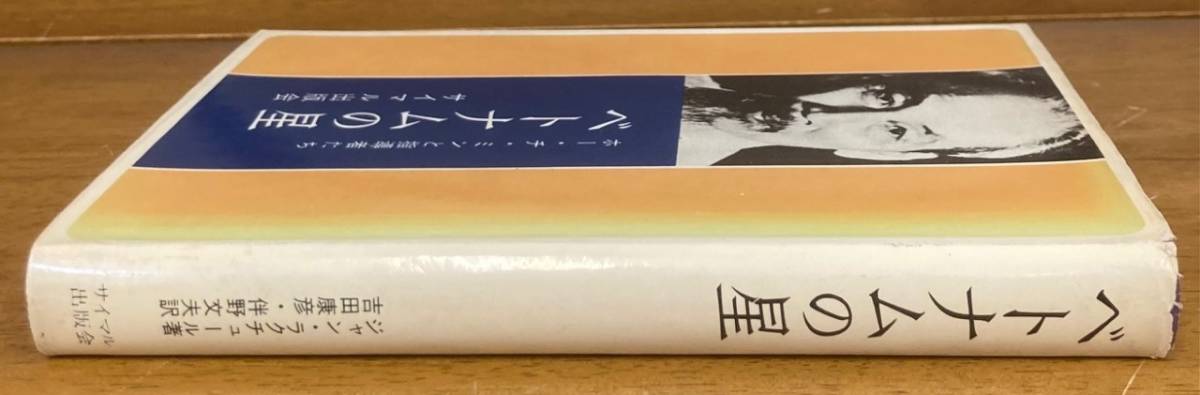 ホー・チ・ミンと指導者たち
ベトナムの星
サイマル出版会
ベトナムの星
ジャン・ラクチュール著
吉田康彦・伴野文夫訳
サイマル
出版会